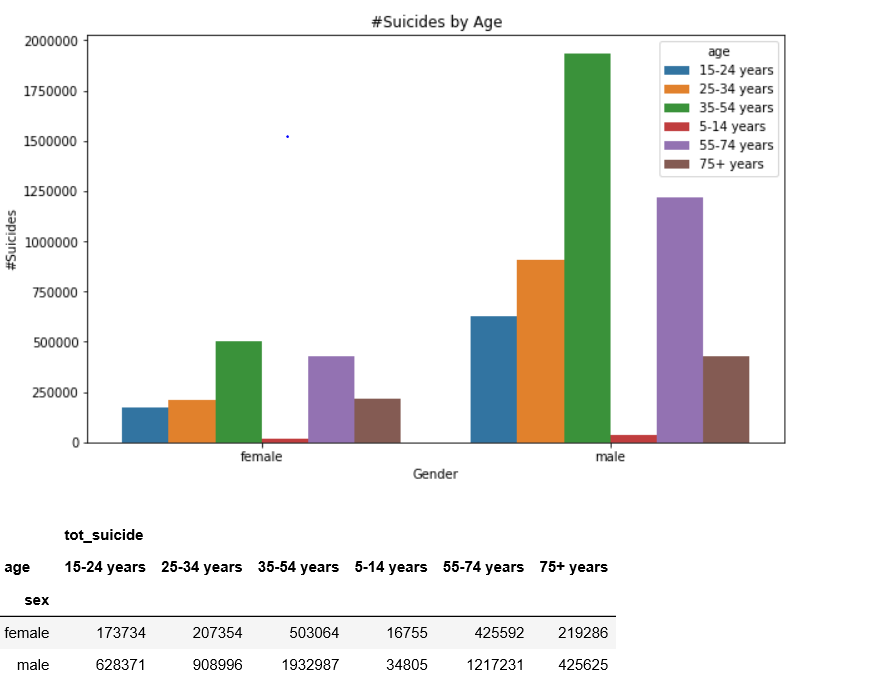 #Suicides by Age
2000000
1750000
1500000
1250000
1000000
750000
500000
250000
0
#Suicides
female
male
Gender
age
15-24 years
25-34 years
35-54 years
5-14 years
55-74 years
75+ years
tot_suicide
age 15-24 years 25-34 years 35-54 years 5-14 years 55-74 years 75+ years
sex
female 173734 207354 503064 16755 425592 219286
male 628371 908996 1932987 34805 1217231 425625